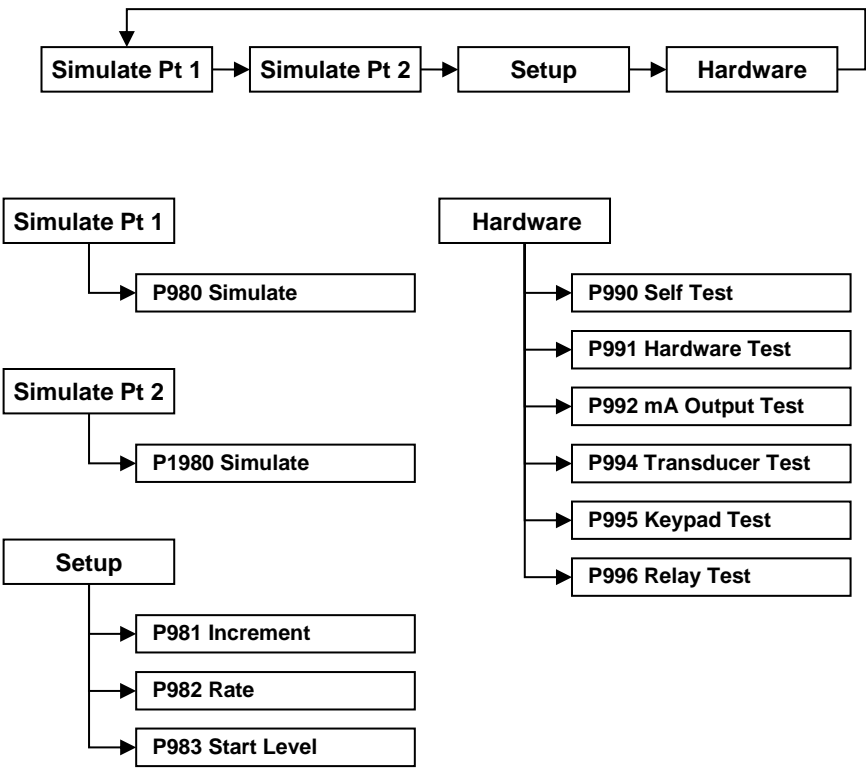 Simulate Pt 1
Simulate Pt 2
Setup
Hardware
Simulate Pt 1
P980 Simulate
Simulate Pt 2
P1980 Simulate
Setup
P981 Increment
P982 Rate
P983 Start Level
Hardware
P990 Self Test
P991 Hardware Test
P992 mA Output Test
P994 Transducer Test
P995 Keypad Test
P996 Relay Test